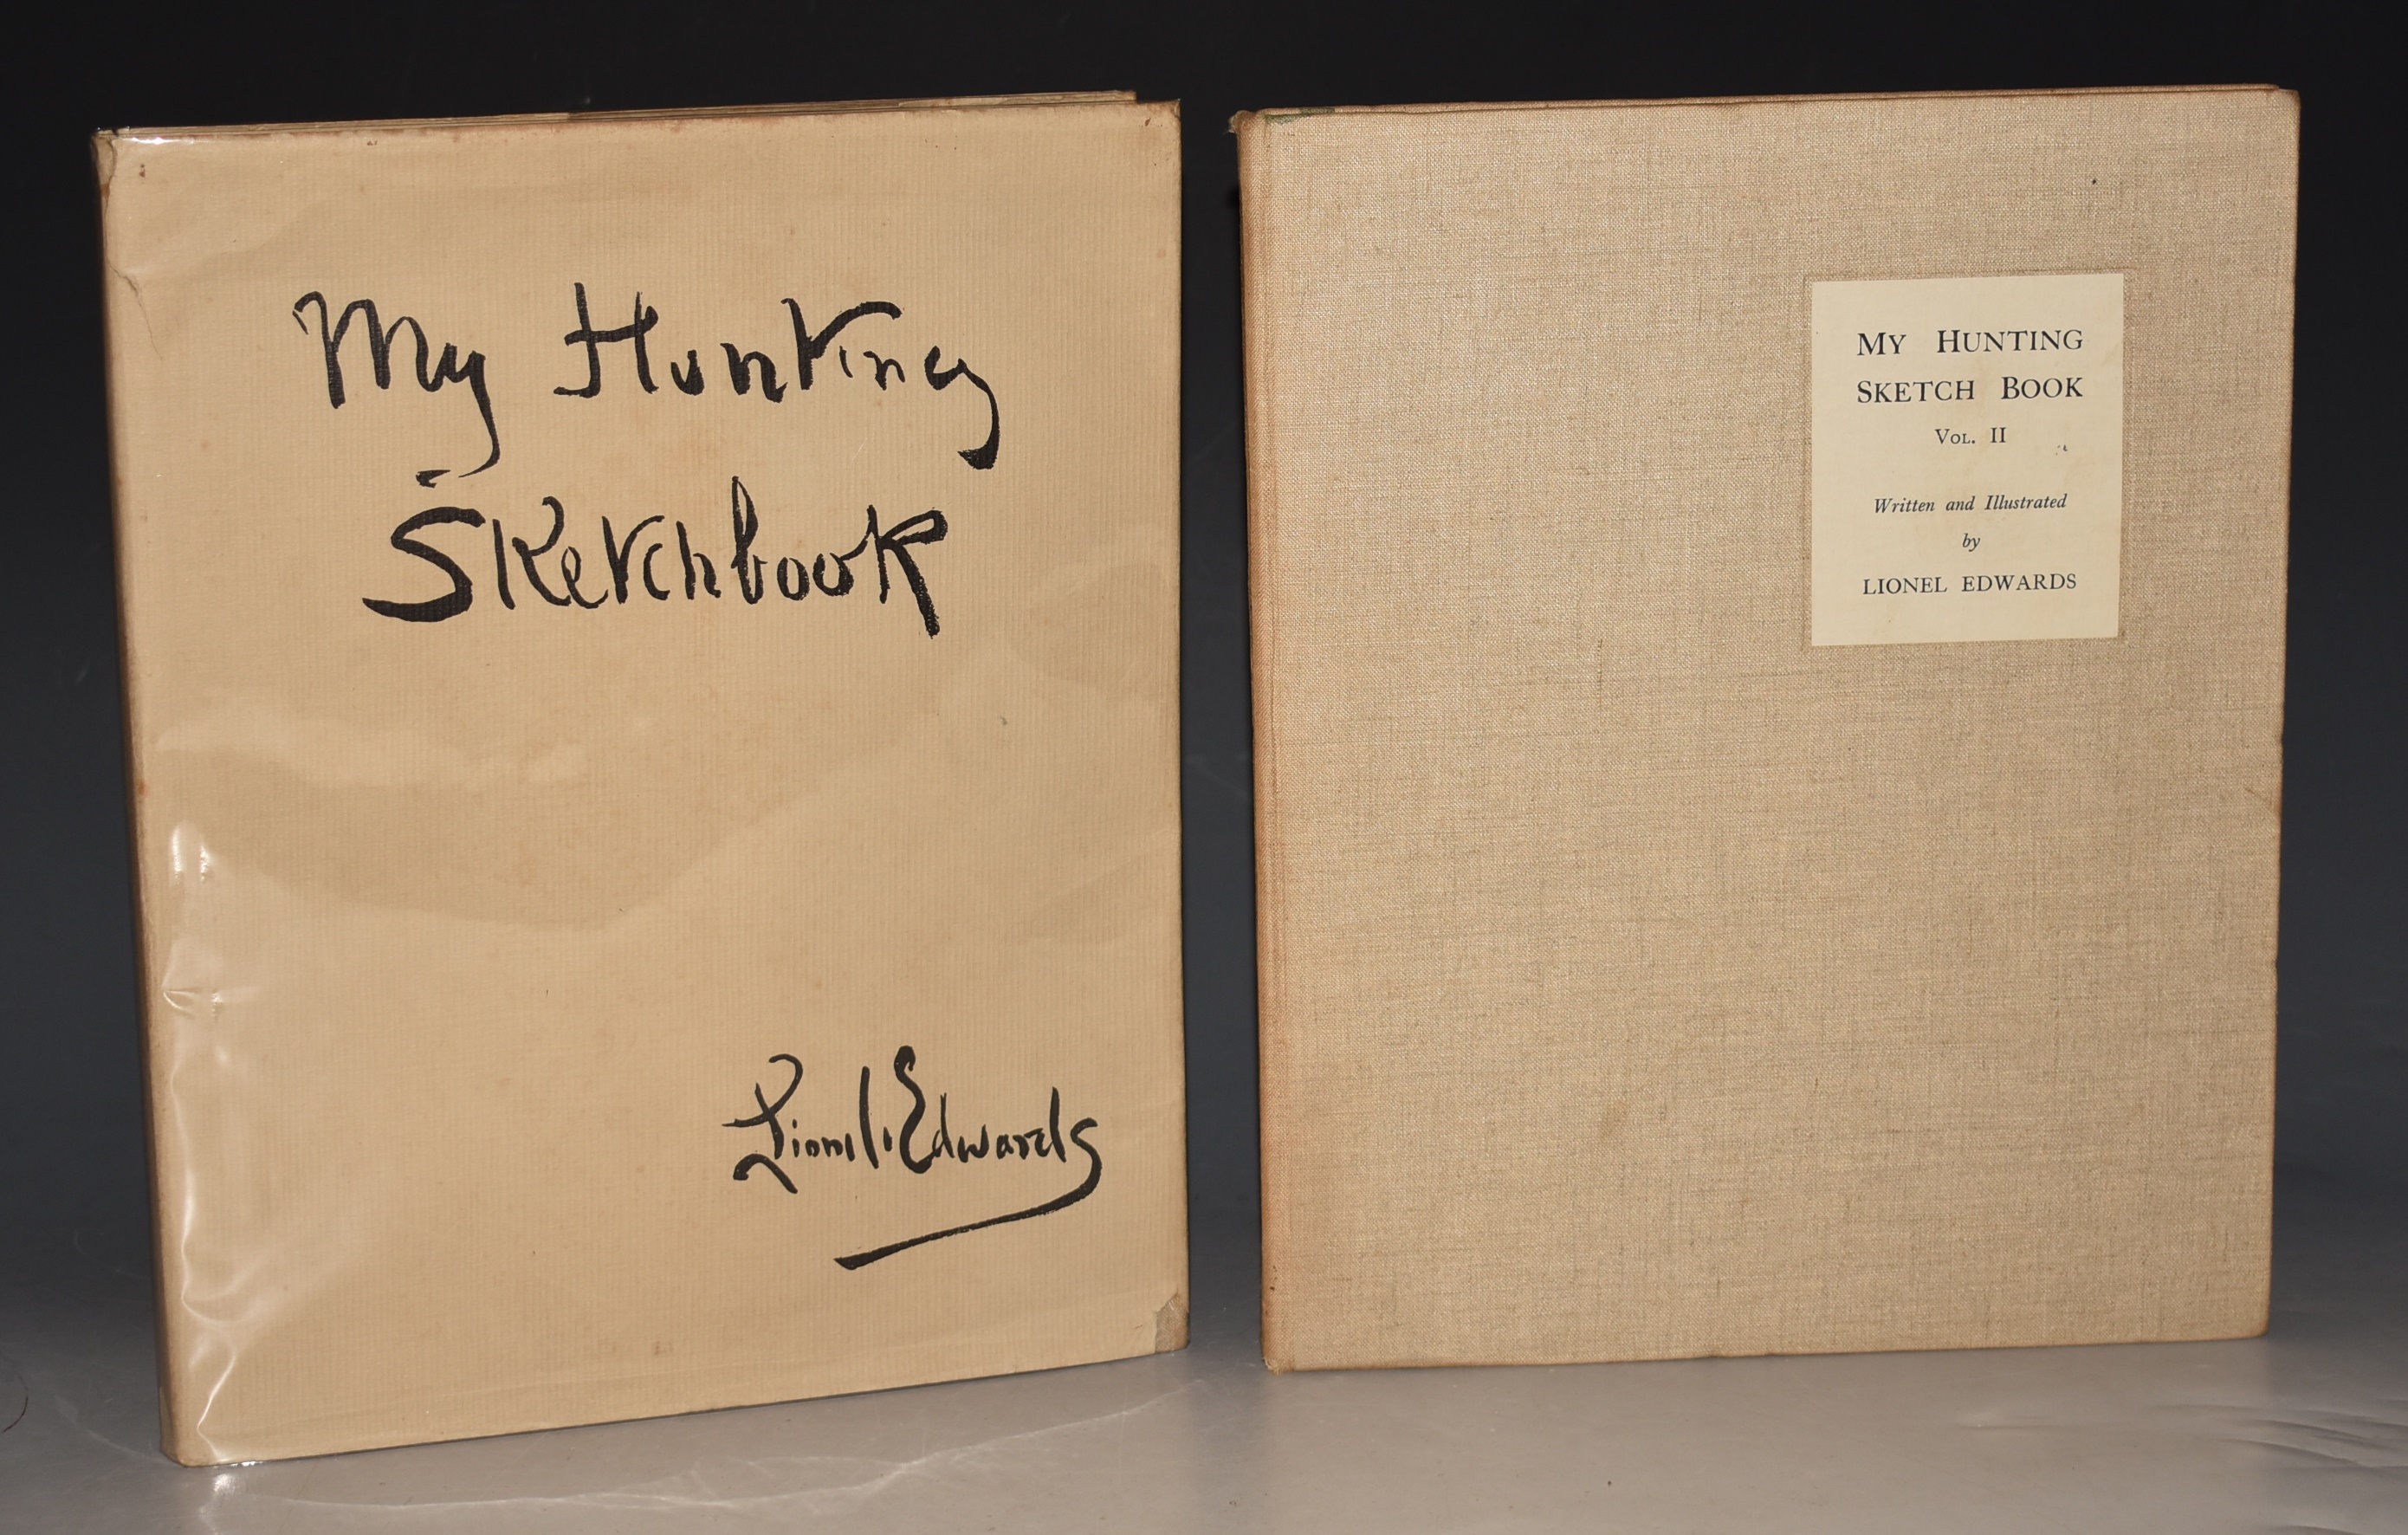 My Hunting
Sketchbook
Lionel Edwards
MY HUNTING
SKETCH BOOK
VOL. II
Written and Illustrated
by
LIONEL EDWARDS